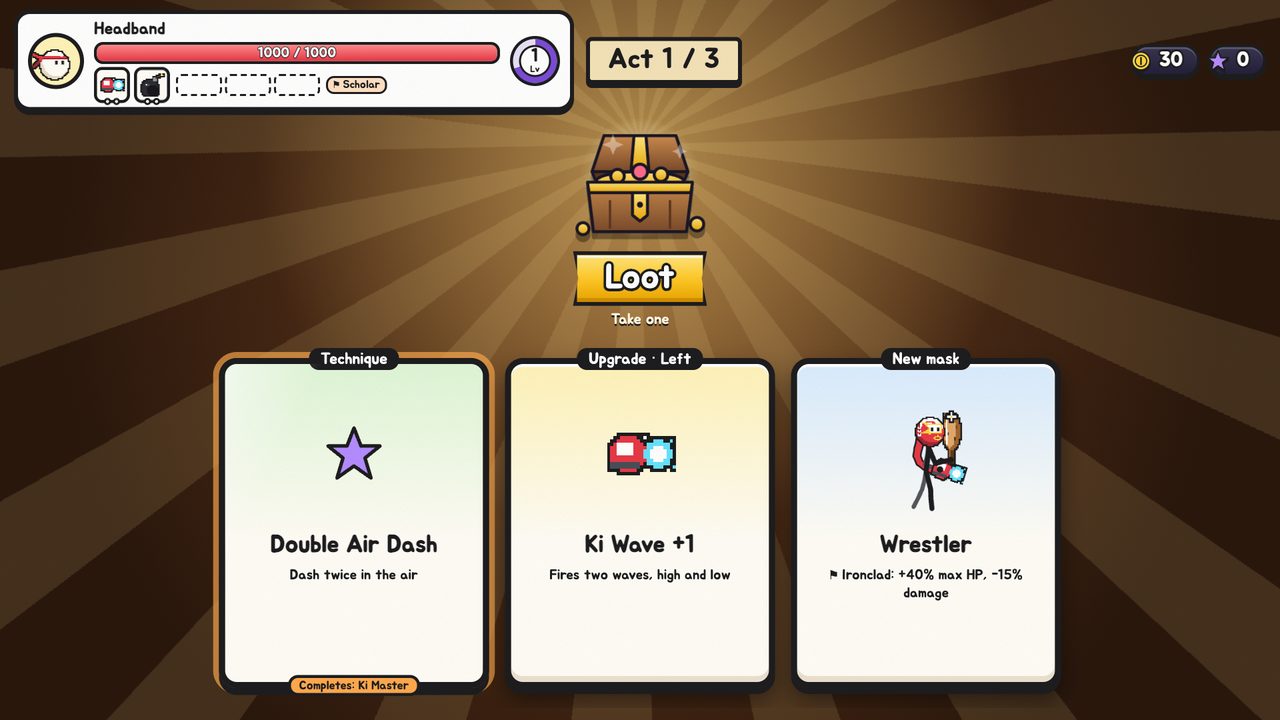 Headband
1000 / 1000
1
Lv
Scholar
Act 1 / 3
30
0
Loot
Take one
Technique
Double Air Dash
Dash twice in the air
Completes: Ki Master
Upgrade · Left
Ki Wave +1
Fires two waves, high and low
New mask
Wrestler
Ironclad: +40% max HP, -15%
damage